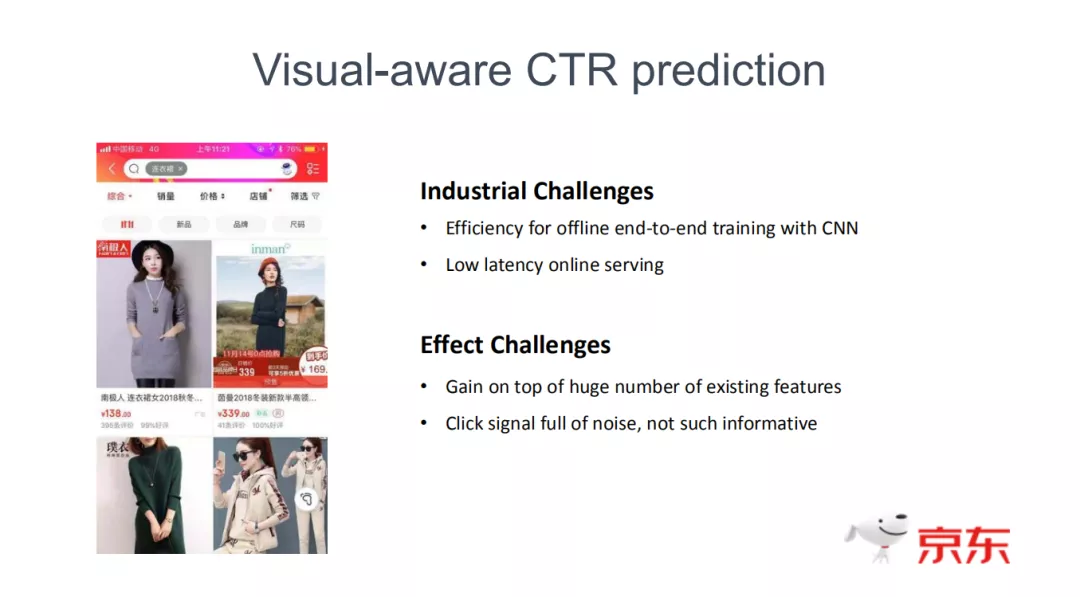 Visual-aware CTR prediction
中国移动 4G 上午11:21 76%
连衣裙 ×
综合 销量 价格 店铺 筛选
新品 品牌 尺码
南极人
inman
11月14号0点抢购
到手价
339
¥169.
南极人 连衣裙女2018秋冬...
茵曼2018冬装新款半高领...
¥138.00
¥339.00
396条评价 99%好评
41条评价 100%好评
璞衣
Industrial Challenges
• Efficiency for offline end-to-end training with CNN
• Low latency online serving
Effect Challenges
• Gain on top of huge number of existing features
• Click signal full of noise, not such informative
京东